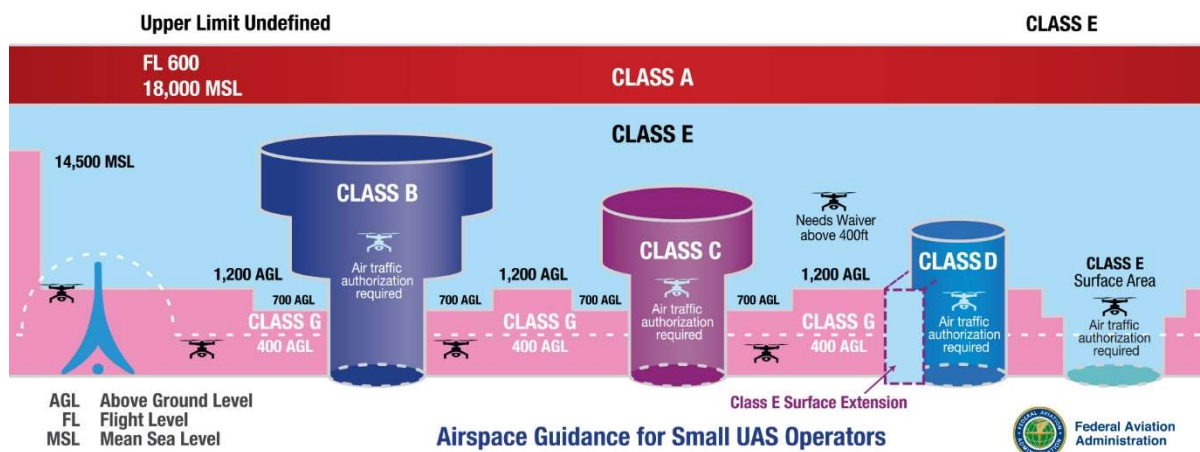 Upper Limit Undefined
CLASS E
FL 600
18,000 MSL
CLASS A
CLASS E
14,500 MSL
CLASS B
Air traffic
authorization
required
CLASS C
Air traffic
authorization
required
Needs Waiver
above 400ft
CLASS D
Air traffic
authorization
required
CLASS E
Surface Area
Air traffic
authorization
required
1,200 AGL
1,200 AGL
1,200 AGL
700 AGL
700 AGL
700 AGL
700 AGL
CLASS G
400 AGL
CLASS G
400 AGL
CLASS G
400 AGL
Class E Surface Extension
AGL Above Ground Level
FL Flight Level
MSL Mean Sea Level
Airspace Guidance for Small UAS Operators
Federal Aviation
Administration